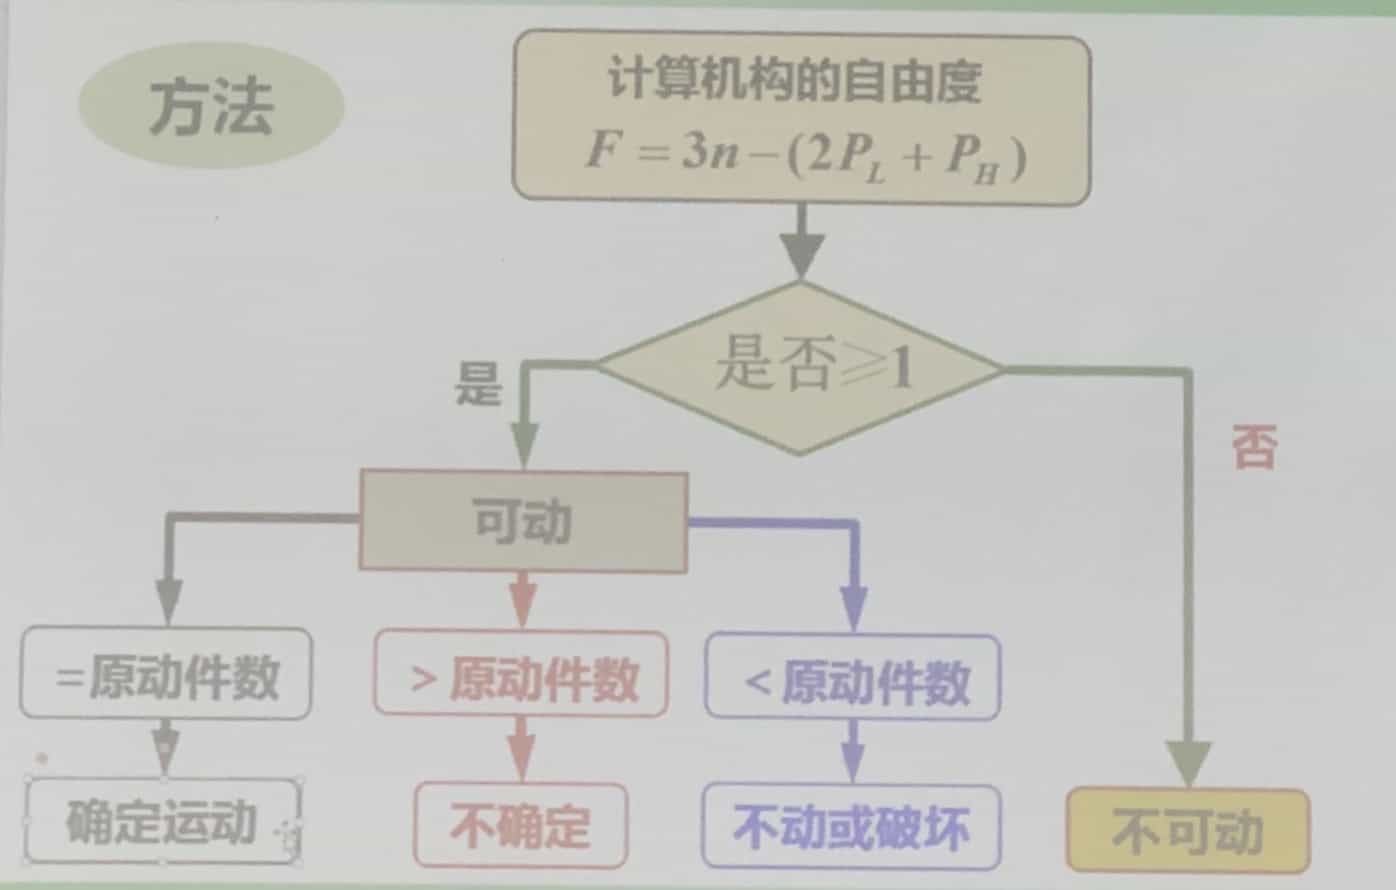 方法
计算机构的自由度
F = 3n - (2P_L + P_H)
是否≥1
是
否
可动
=原动件数
> 原动件数
< 原动件数
确定运动
不确定
不动或破坏
不可动